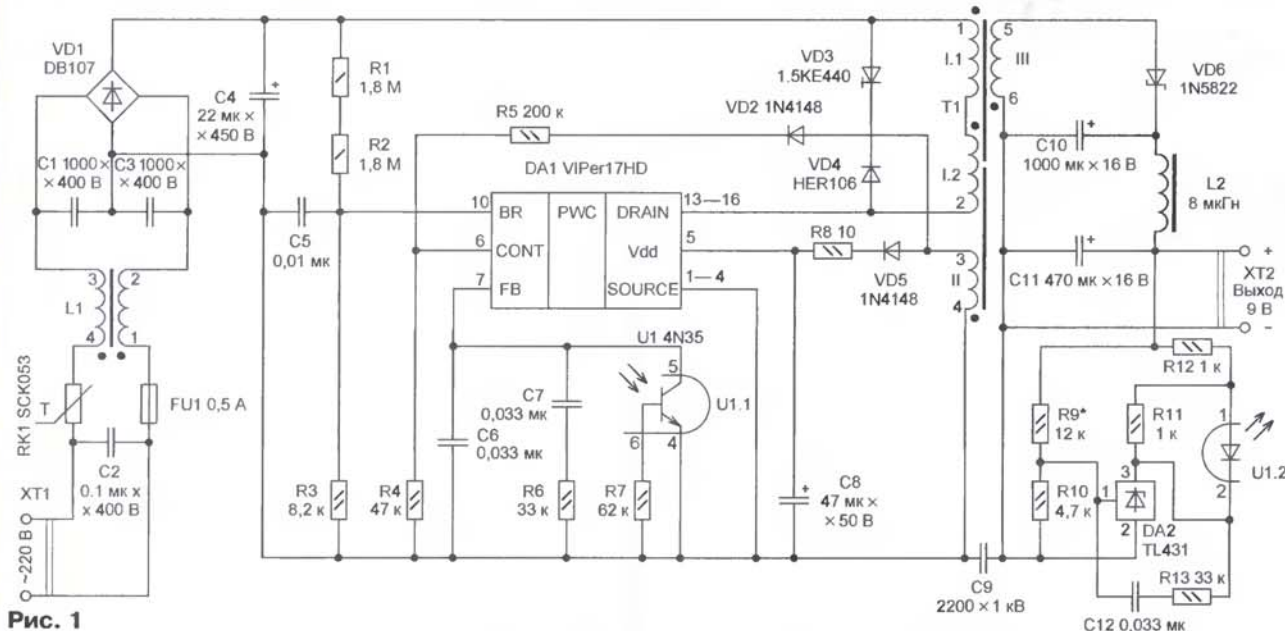 VD1
DB107
C4
22 мк ×
× 450 В
C1 1000 ×
× 400 В
C3 1000 ×
× 400 В
L1
3
2
4
1
RK1 SCK053
T
FU1 0,5 А
C2
0.1 мк х
х 400 В
XT1
~220 В
R1
1,8 М
R2
1,8 М
C5
0,01 мк
R3
8,2 к
R4
47 к
R5 200 к
VD2 1N4148
VD3
1.5KE440
VD4
HER106
DA1 VIPer17HD
10
BR
PWC
DRAIN
13—16
6
CONT
Vdd
5
7
FB
SOURCE
1—4
R8 10
VD5
1N4148
U1 4N35
5
U1.1
6
4
C7
0,033 мк
C6
0,033 мк
R6
33 к
R7
62 к
C8
47 мк ×
× 50 В
1
I.1
T1
I.2
2
3
II
4
5
III
6
VD6
1N5822
C10
1000 мк × 16 В
L2
8 мкГн
C11 470 мк × 16 В
+
XT2
Выход
9 В
−
R12 1 к
R9*
12 к
R11
1 к
1
U1.2
2
R10
4,7 к
3
1
2
DA2
TL431
R13 33 к
C12 0,033 мк
C9
2200 × 1 кВ
Рис. 1